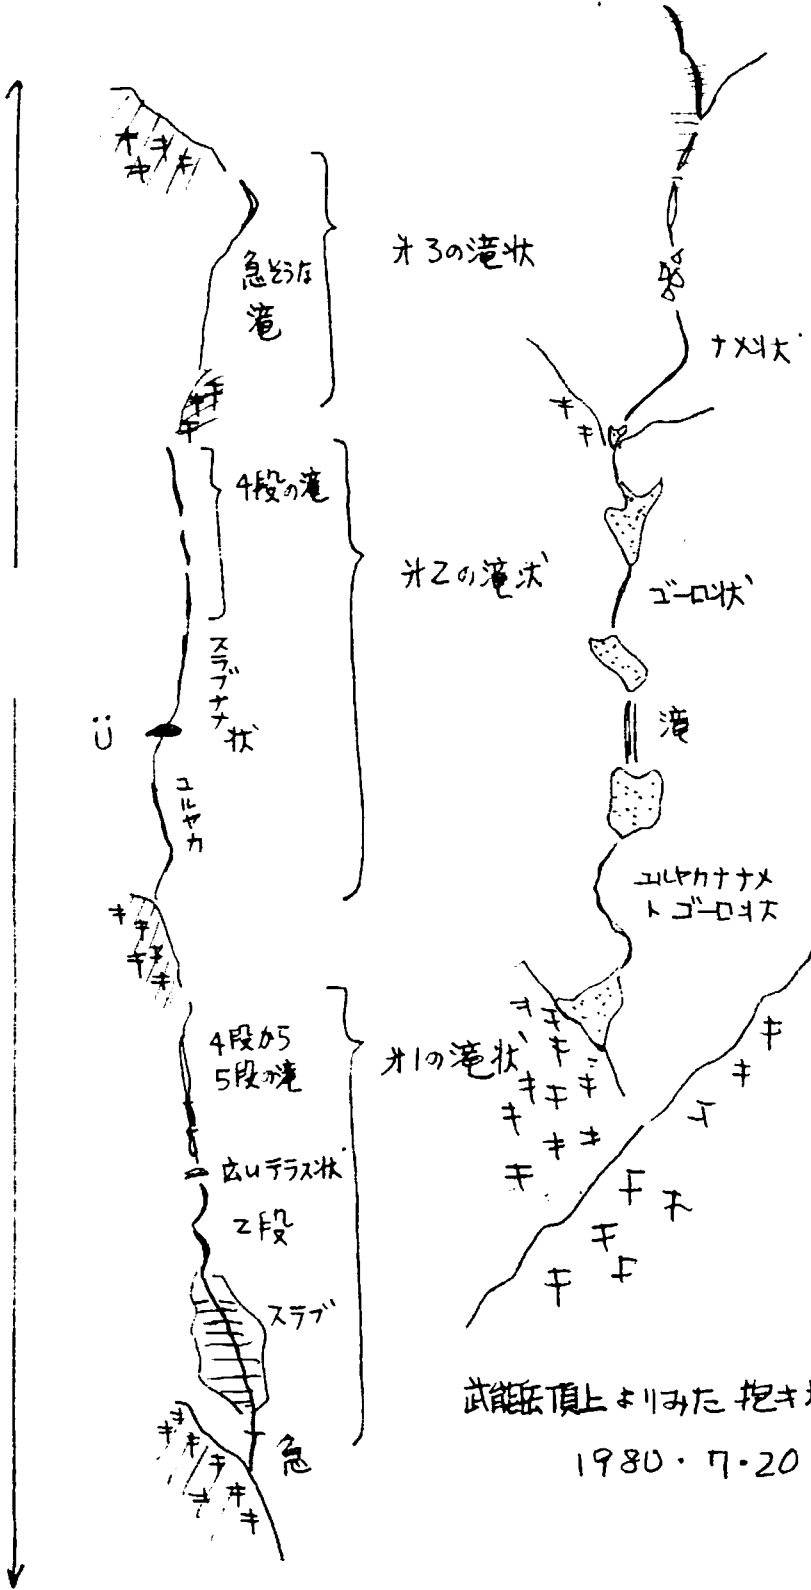 急そうな
滝
オ3の滝状
4段の滝
オ2の滝状
スラブナナ
状
ユルヤカ
4段から
5段の滝
オ1の滝状
広いテラス状
2段
スラブ
急
ナメ状
ゴーロ状
滝
ユルヤカナナメ
トゴーロ状
武能岳頂上よりみた抱き
1980・7・20